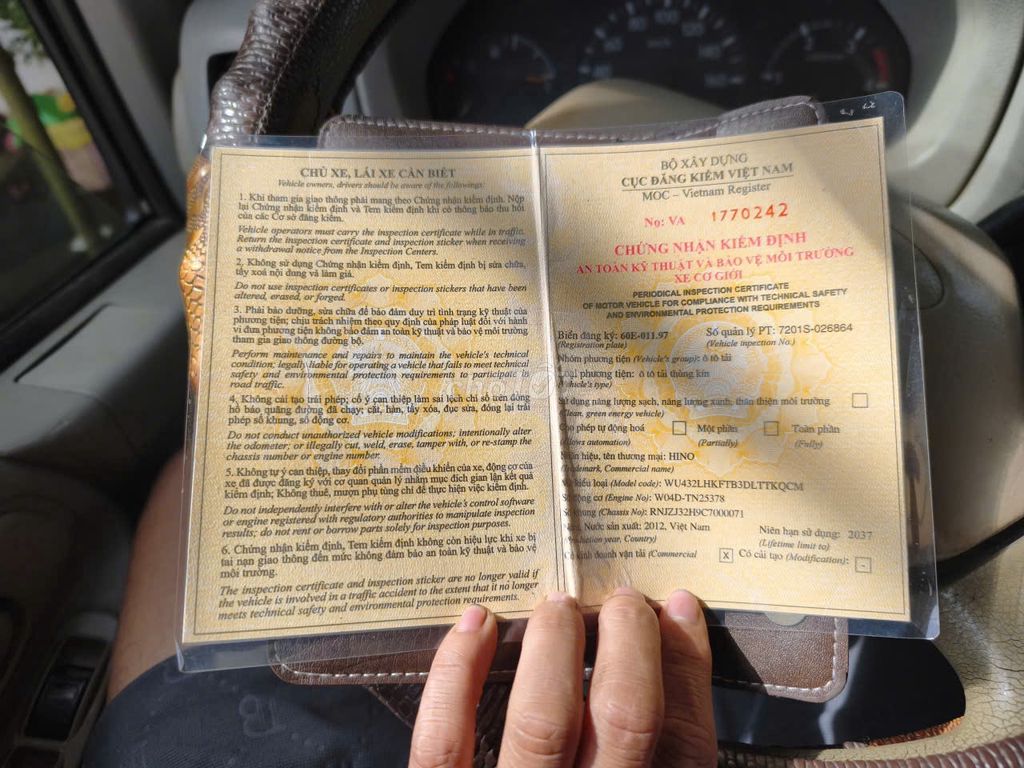 CHỦ XE, LÁI XE CẦN BIẾT
Vehicle owners, drivers should be aware of the followings:
1. Khi tham gia giao thông phải mang theo Chứng nhận kiểm định. Nộp
lại Chứng nhận kiểm định và Tem kiểm định khi có thông báo thu hồi
của các Cơ sở đăng kiểm.
Vehicle operators must carry the inspection certificate while in traffic.
Return the inspection certificate and inspection sticker when receiving
a withdrawal notice from the Inspection Centers.
2. Không sử dụng Chứng nhận kiểm định, Tem kiểm định bị sửa chữa,
tẩy xoá nội dung và làm giả.
Do not use inspection certificates or inspection stickers that have been
altered, erased, or forged.
3. Phải bảo dưỡng, sửa chữa để bảo đảm duy trì tình trạng kỹ thuật của
phương tiện; chịu trách nhiệm theo quy định của pháp luật đối với hành
vi đưa phương tiện không bảo đảm an toàn kỹ thuật và bảo vệ môi trường
tham gia giao thông đường bộ.
Perform maintenance and repairs to maintain the vehicle's technical
condition; legally liable for operating a vehicle that fails to meet technical
safety and environmental protection requirements to participate in
road traffic.
4. Không cải tạo trái phép; cố ý can thiệp làm sai lệch chỉ số trên đồng
hồ báo quãng đường đã chạy; cắt, hàn, tẩy xóa, đục sửa, đóng lại trái
phép số khung, số động cơ.
Do not conduct unauthorized vehicle modifications; intentionally alter
the odometer; or illegally cut, weld, erase, tamper with, or re-stamp the
chassis number or engine number.
5. Không tự ý can thiệp, thay đổi phần mềm điều khiển của xe, động cơ của
xe đã được đăng ký với cơ quan quản lý nhằm mục đích gian lận kết quả
kiểm định; Không thuê, mượn phụ tùng chỉ để thực hiện việc kiểm định.
Do not independently interfere with or alter the vehicle's control software
or engine registered with regulatory authorities to manipulate inspection
results; do not rent or borrow parts solely for inspection purposes.
6. Chứng nhận kiểm định, Tem kiểm định không còn hiệu lực khi xe bị
tai nạn giao thông đến mức không đảm bảo an toàn kỹ thuật và bảo vệ
môi trường.
The inspection certificate and inspection sticker are no longer valid if
the vehicle is involved in a traffic accident to the extent that it no longer
meets technical safety and environmental protection requirements.
BỘ XÂY DỰNG
CỤC ĐĂNG KIỂM VIỆT NAM
MOC – Vietnam Register
No: VA 1770242
CHỨNG NHẬN KIỂM ĐỊNH
AN TOÀN KỸ THUẬT VÀ BẢO VỆ MÔI TRƯỜNG
XE CƠ GIỚI
PERIODICAL INSPECTION CERTIFICATE
OF MOTOR VEHICLE FOR COMPLIANCE WITH TECHNICAL SAFETY
AND ENVIRONMENTAL PROTECTION REQUIREMENTS
Biển đăng ký: 60E-011.97 Số quản lý PT: 7201S-026864
(Registration plate) (Vehicle inpection No.)
Nhóm phương tiện (Vehicle's group): ô tô tải
Loại phương tiện: ô tô tải thùng kín
(Vehicle's type)
Sử dụng năng lượng sạch, năng lượng xanh, thân thiện môi trường
(Clean, green energy vehicle)
Cho phép tự động hoá Một phần Toàn phần
(Allows automation) (Partially) (Fully)
Nhãn hiệu, tên thương mại: HINO
(Trademark, Commercial name)
kiểu loại (Model code): WU432LHKFTB3DLTTKQCM
Số động cơ (Engine No): W04D-TN25378
Số khung (Chassis No): RNJZJ32H9C7000071
Năm, Nước sản xuất: 2012, Việt Nam Niên hạn sử dụng: 2037
(Production year, Country) (Lifetime limit to)
Có kinh doanh vận tải (Commercial X Có cải tạo (Modification): -